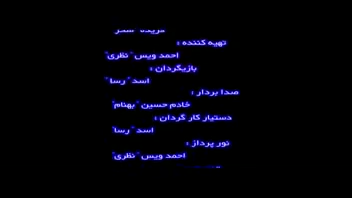 تهیه کننده :
احمد ویس "نظری"
بازیگردان :
اسد "رسا"
صدا بردار :
خادم حسین "بهنام"
دستیار کار گردان :
اسد "رسا"
نور پرداز :
احمد ویس "نظری"